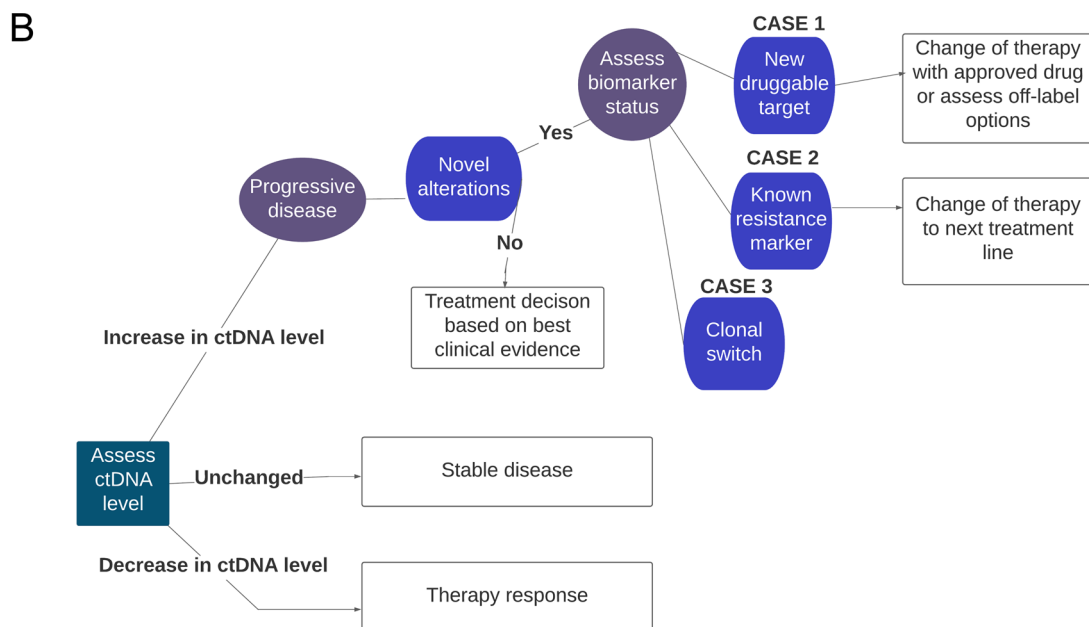 B
CASE 1
Assess
biomarker
status
New
druggable
target
Change of therapy
with approved drug
or assess off-label
options
Yes
Novel
alterations
Progressive
disease
CASE 2
Known
resistance
marker
Change of therapy
to next treatment
line
No
Treatment decison
based on best
clinical evidence
CASE 3
Clonal
switch
Increase in ctDNA level
Assess
ctDNA
level
Unchanged
Stable disease
Decrease in ctDNA level
Therapy response